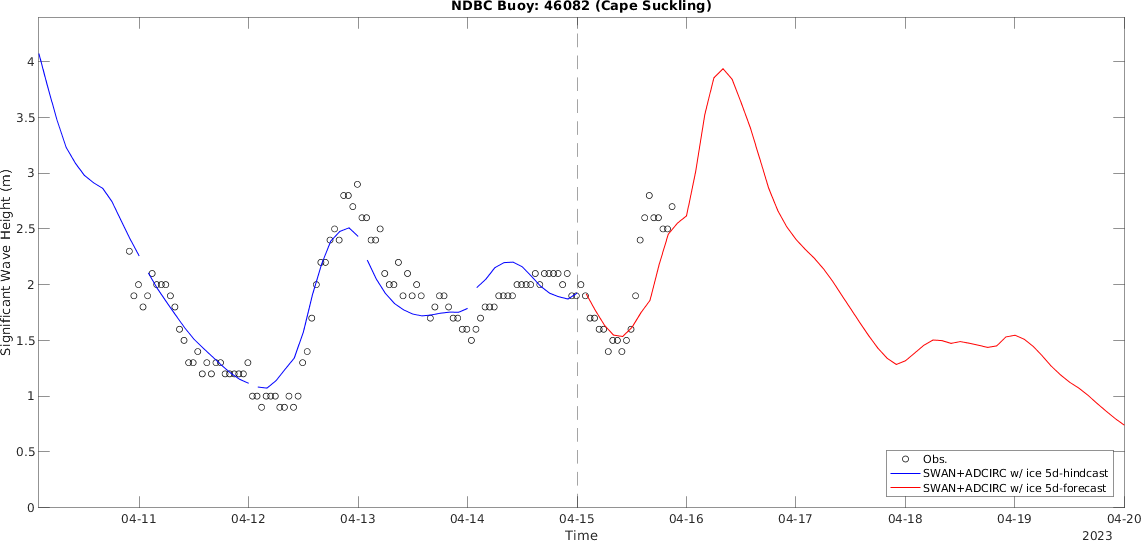 NDBC Buoy: 46082 (Cape Suckling)
Significant Wave Height (m)
4
3.5
3
2.5
2
1.5
1
0.5
0
04-11 04-12 04-13 04-14 04-15 04-16 04-17 04-18 04-19 04-20
Time
2023
Obs.
SWAN+ADCIRC w/ ice 5d-hindcast
SWAN+ADCIRC w/ ice 5d-forecast